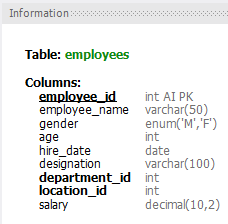 Information
Table: employees
Columns:
employee_id int AI PK
employee_name varchar(50)
gender enum('M','F')
age int
hire_date date
designation varchar(100)
department_id int
location_id int
salary decimal(10,2)